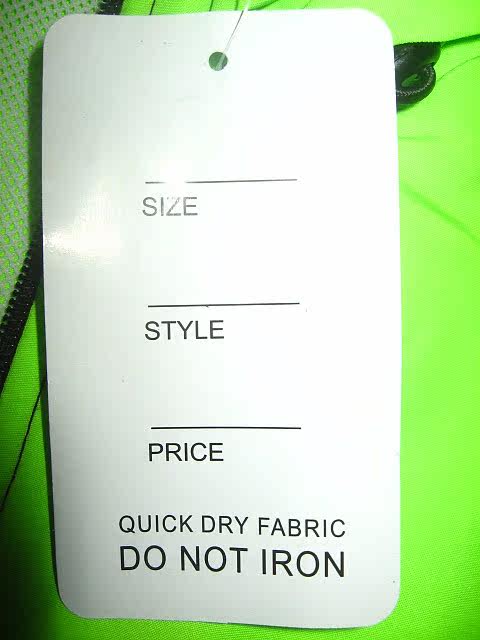 SIZE
STYLE
PRICE
QUICK DRY FABRIC
DO NOT IRON